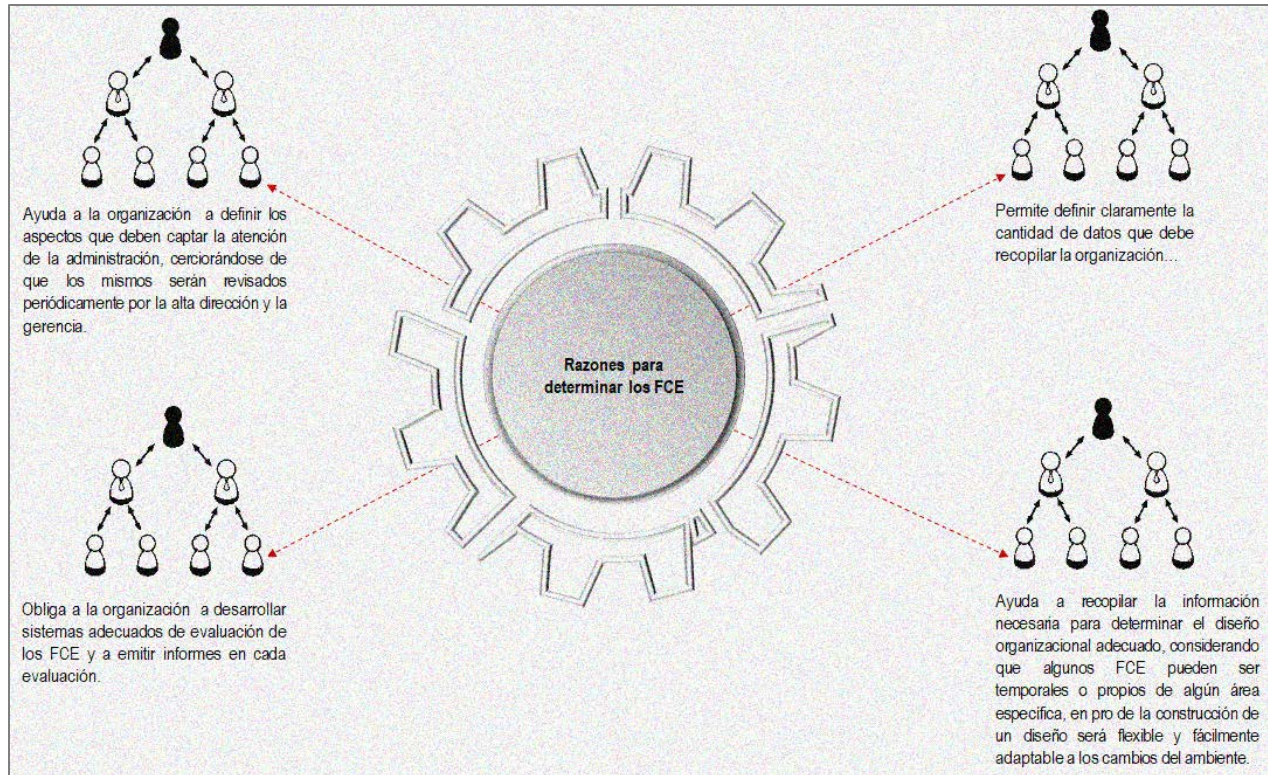 Ayuda a la organización a definir los
aspectos que deben captar la atención
de la administración, cerciorándose de
que los mismos serán revisados
periódicamente por la alta dirección y la
gerencia.
Permite definir claramente la
cantidad de datos que debe
recopilar la organización...
Razones para
determinar los FCE
Obliga a la organización a desarrollar
sistemas adecuados de evaluación de
los FCE y a emitir informes en cada
evaluación.
Ayuda a recopilar la información
necesaria para determinar el diseño
organizacional adecuado, considerando
que algunos FCE pueden ser
temporales o propios de algún área
específica, en pro de la construcción de
un diseño será flexible y fácilmente
adaptable a los cambios del ambiente.